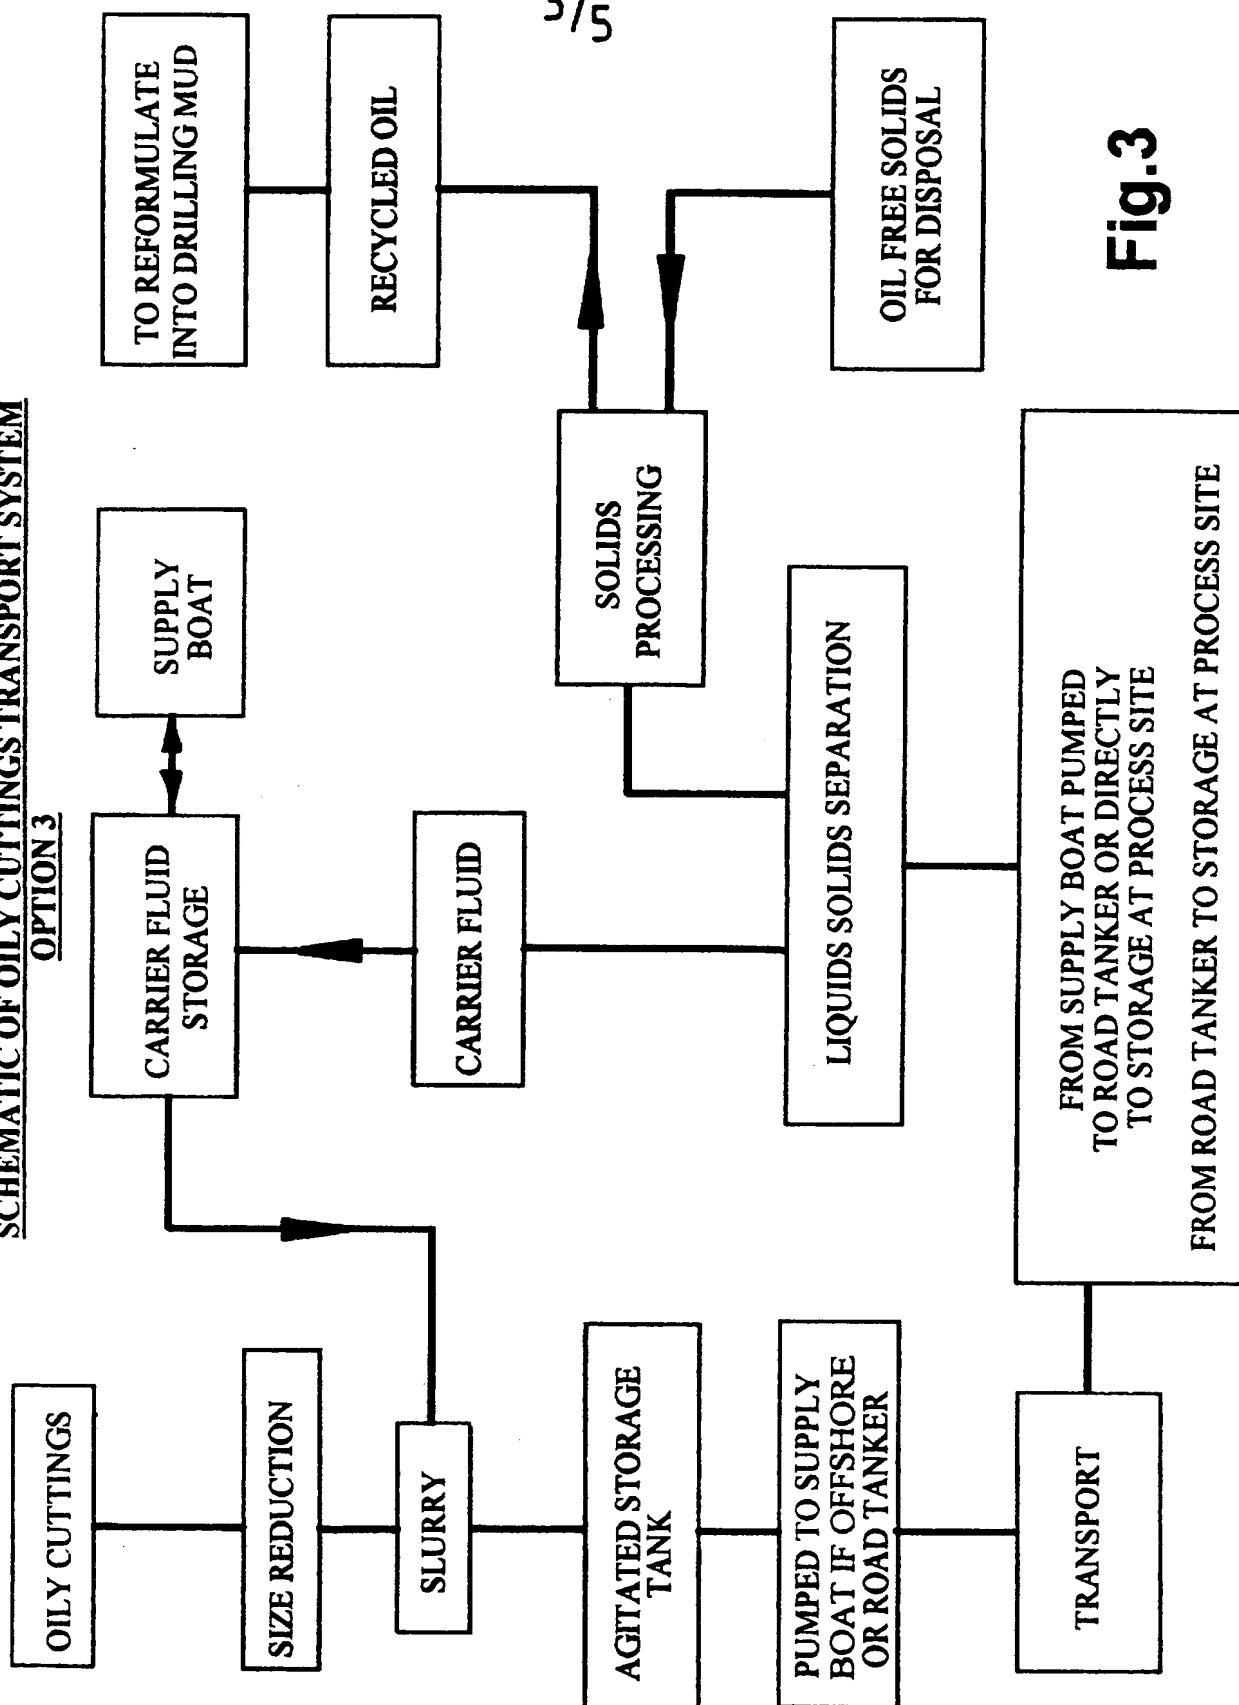 3/5
SCHEMATIC OF OILY CUTTINGS TRANSPORT SYSTEM
OPTION 3
OILY CUTTINGS
SIZE REDUCTION
SLURRY
AGITATED STORAGE
TANK
PUMPED TO SUPPLY
BOAT IF OFFSHORE
OR ROAD TANKER
TRANSPORT
CARRIER FLUID
STORAGE
SUPPLY
BOAT
CARRIER FLUID
LIQUIDS SOLIDS SEPARATION
FROM SUPPLY BOAT PUMPED
TO ROAD TANKER OR DIRECTLY
TO STORAGE AT PROCESS SITE
FROM ROAD TANKER TO STORAGE AT PROCESS SITE
SOLIDS
PROCESSING
TO REFORMULATE
INTO DRILLING MUD
RECYCLED OIL
OIL FREE SOLIDS
FOR DISPOSAL
Fig.3